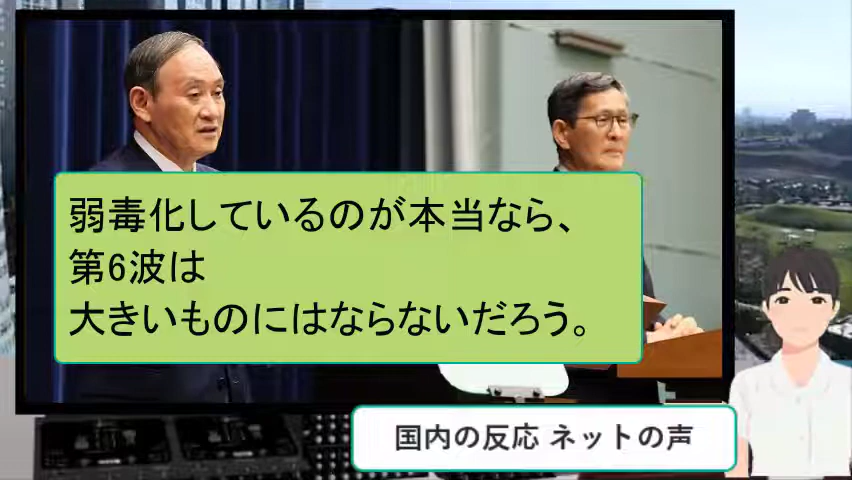 弱毒化しているのが本当なら、
第6波は
大きいものにはならないだろう。
国内の反応 ネットの声